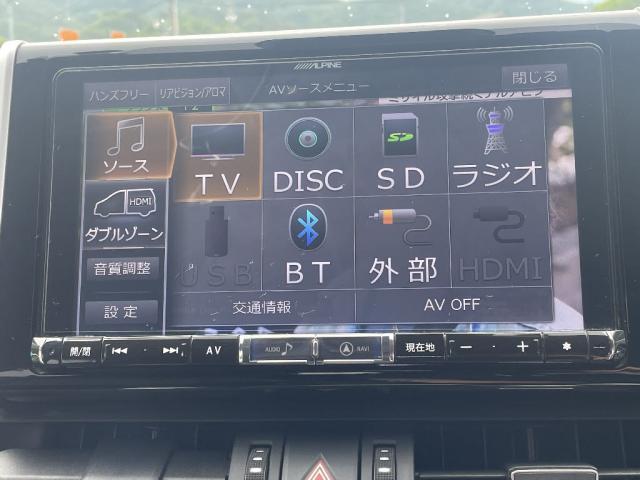 ALPINE
ハンズフリー リアビジョン/アロマ AVソースメニュー 閉じる
ソース TV DISC SD ラジオ
HDMI
ダブルゾーン USB BT 外部 HDMI
音質調整
設定 交通情報 AV OFF
開/閉 AV AUDIO NAVI 現在地 − + ✱